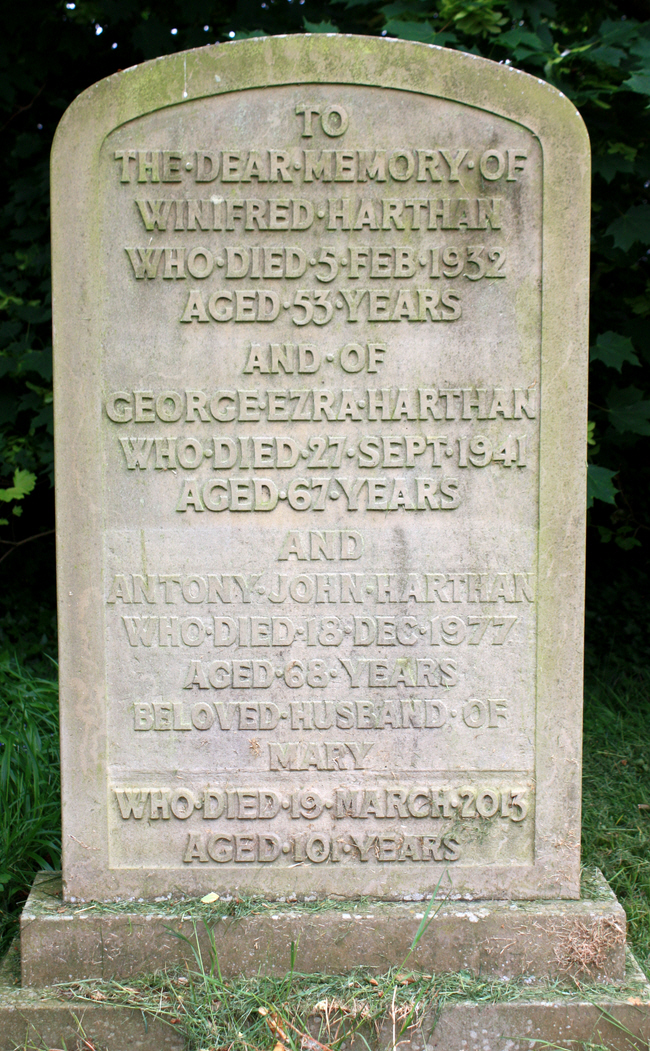 TO
THE·DEAR·MEMORY·OF
WINIFRED·HARTHAN
WHO·DIED·5·FEB·1932
AGED·53·YEARS
AND·OF
GEORGE·EZRA·HARTHAN
WHO·DIED·27·SEPT·1941
AGED·67·YEARS
AND
ANTONY·JOHN·HARTHAN
WHO·DIED·18·DEC·1977
AGED·68·YEARS
BELOVED·HUSBAND·OF
MARY
WHO·DIED·19·MARCH·2013
AGED·101·YEARS